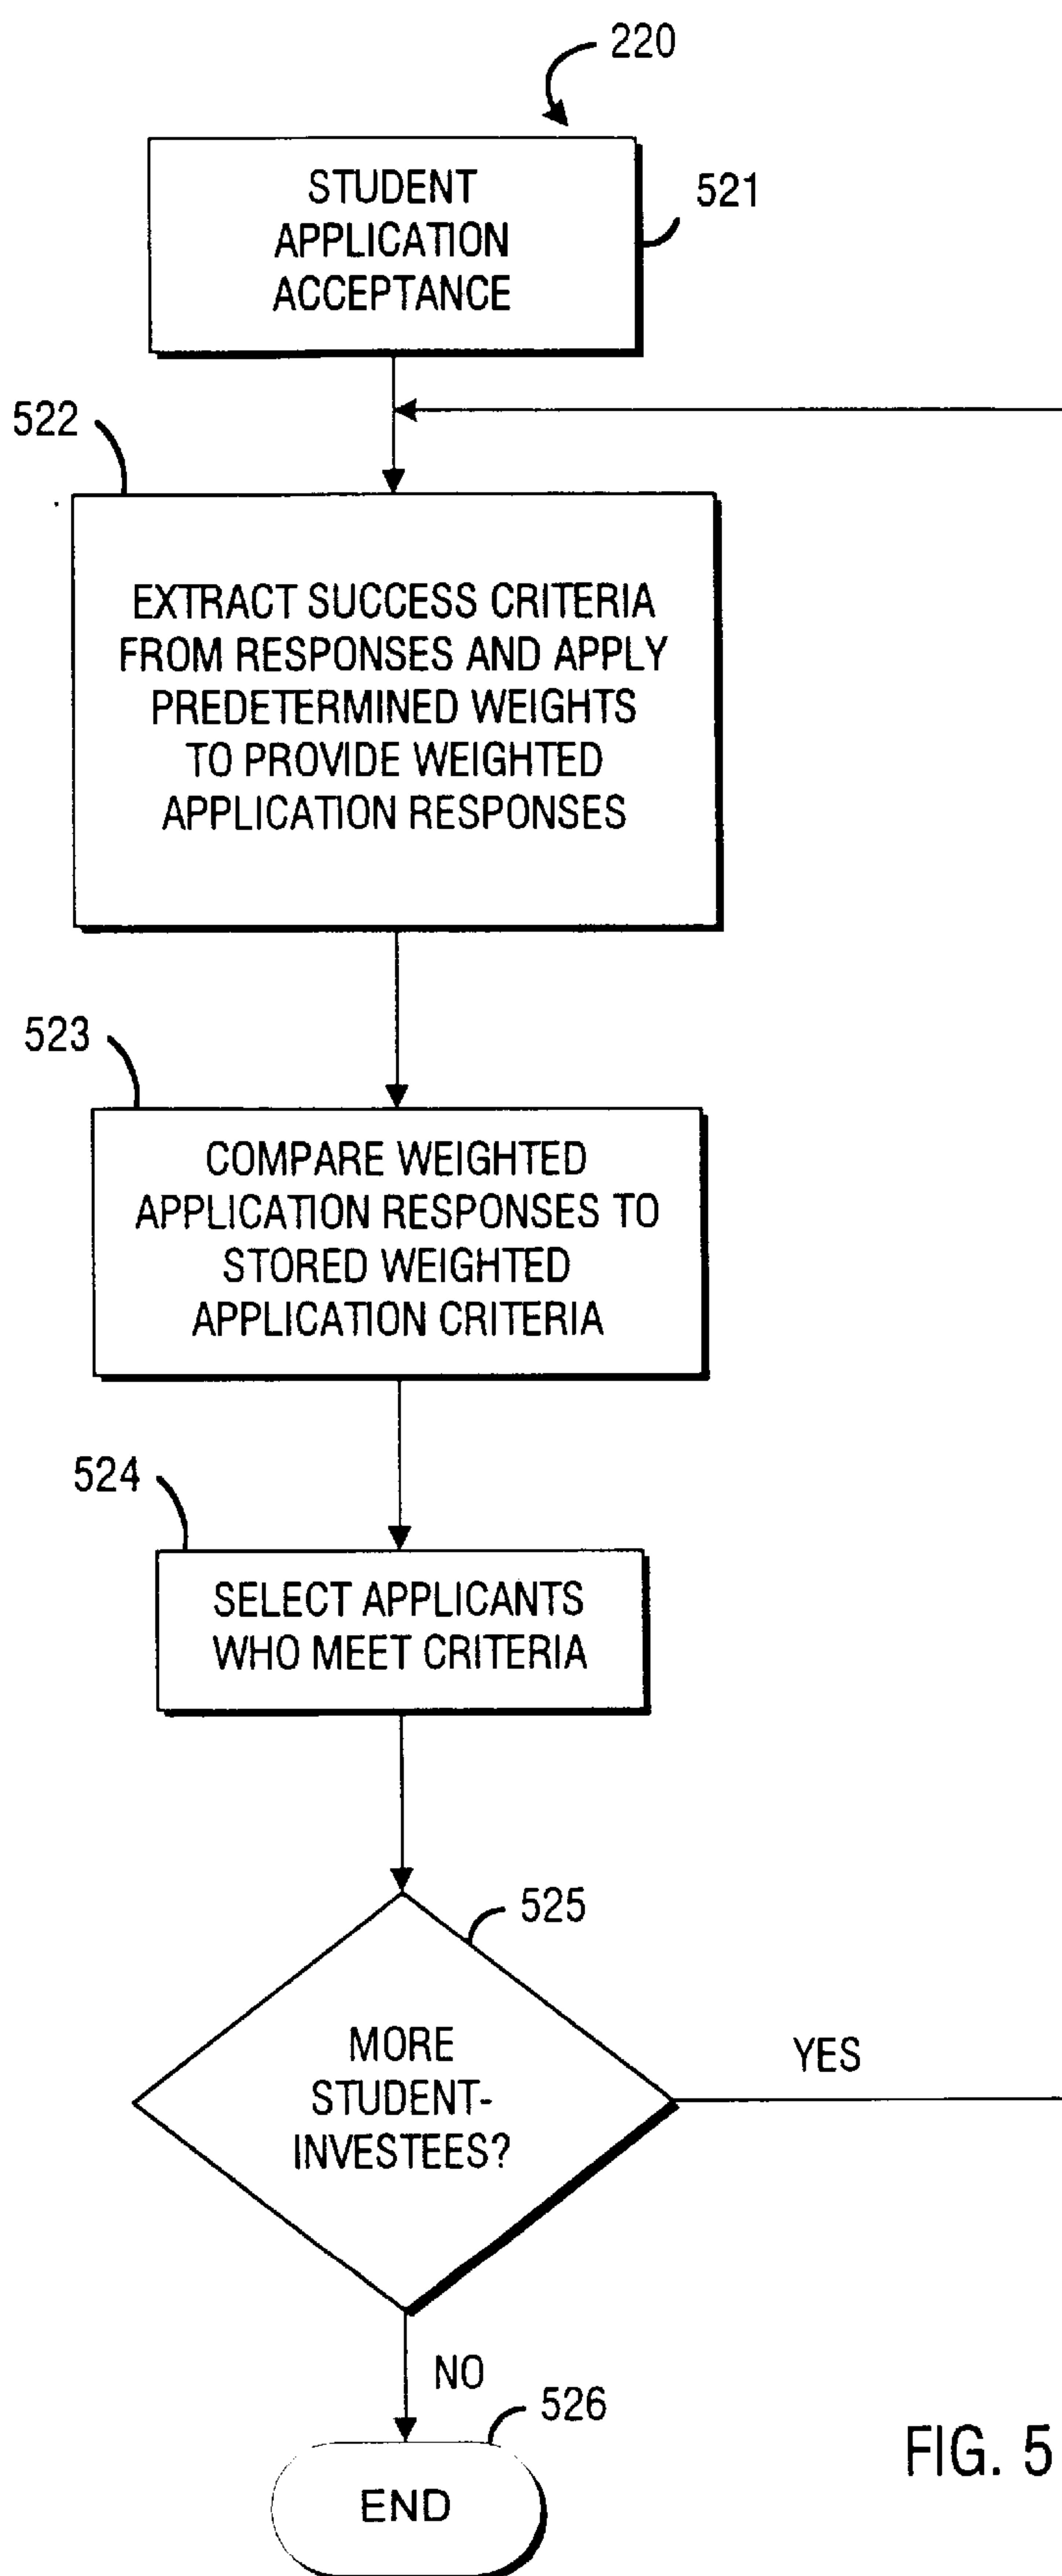 220
STUDENT
APPLICATION
ACCEPTANCE
521
522
EXTRACT SUCCESS CRITERIA
FROM RESPONSES AND APPLY
PREDETERMINED WEIGHTS
TO PROVIDE WEIGHTED
APPLICATION RESPONSES
523
COMPARE WEIGHTED
APPLICATION RESPONSES TO
STORED WEIGHTED
APPLICATION CRITERIA
524
SELECT APPLICANTS
WHO MEET CRITERIA
525
MORE
STUDENT-
INVESTEES?
YES
NO
526
END
FIG. 5